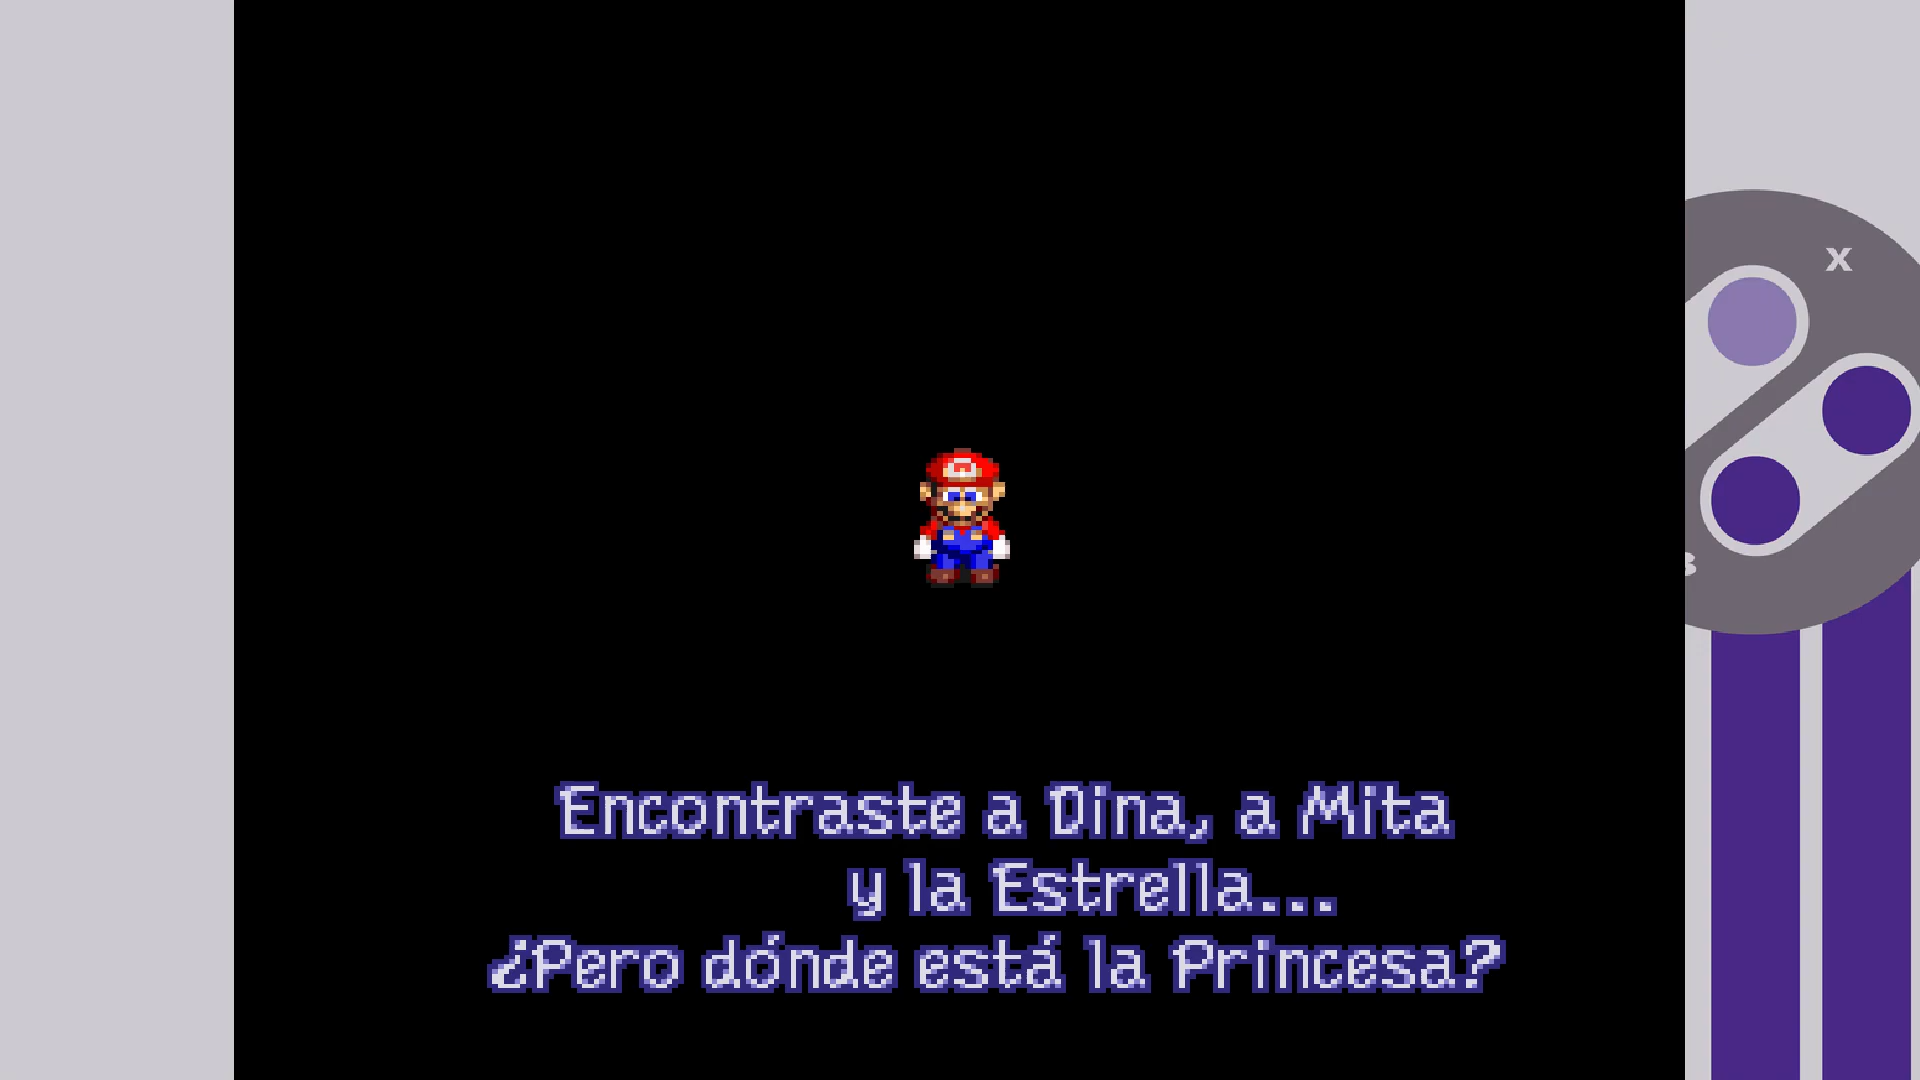 X
s
Encontraste a Dina, a Mita
y la Estrella...
¿Pero dónde está la Princesa?